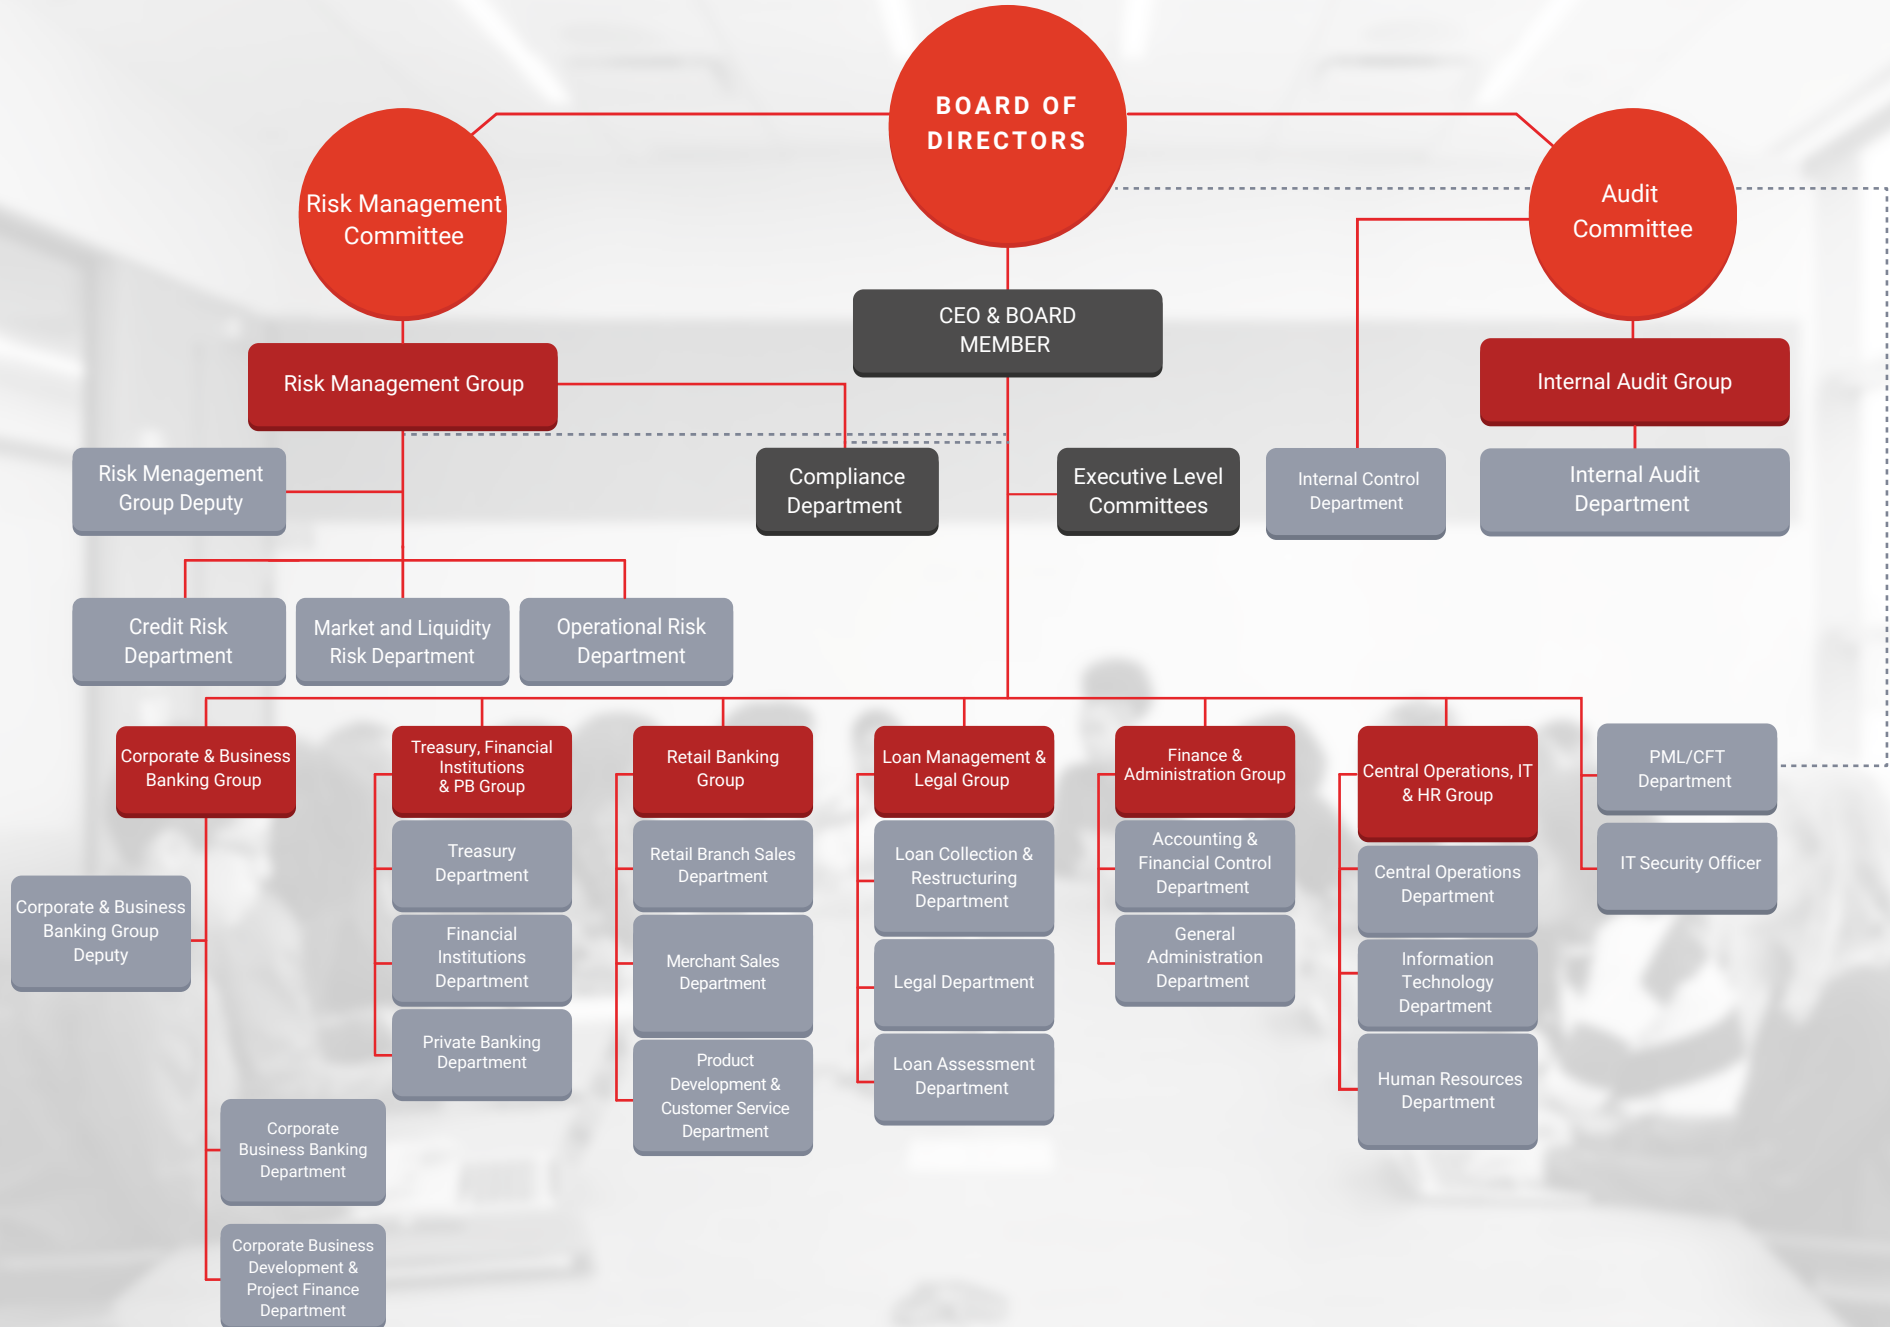 BOARD OF
DIRECTORS
Risk Management
Committee
Audit
Committee
CEO & BOARD
MEMBER
Risk Management Group
Internal Audit Group
Risk Menagement
Group Deputy
Compliance
Department
Executive Level
Committees
Internal Control
Department
Internal Audit
Department
Credit Risk
Department
Market and Liquidity
Risk Department
Operational Risk
Department
Corporate & Business
Banking Group
Treasury, Financial
Institutions
& PB Group
Retail Banking
Group
Loan Management &
Legal Group
Finance &
Administration Group
Central Operations, IT
& HR Group
PML/CFT
Department
IT Security Officer
Corporate & Business
Banking Group
Deputy
Corporate
Business Banking
Department
Corporate Business
Development &
Project Finance
Department
Treasury
Department
Financial
Institutions
Department
Private Banking
Department
Retail Branch Sales
Department
Merchant Sales
Department
Product
Development &
Customer Service
Department
Loan Collection &
Restructuring
Department
Legal Department
Loan Assessment
Department
Accounting &
Financial Control
Department
General
Administration
Department
Central Operations
Department
Information
Technology
Department
Human Resources
Department